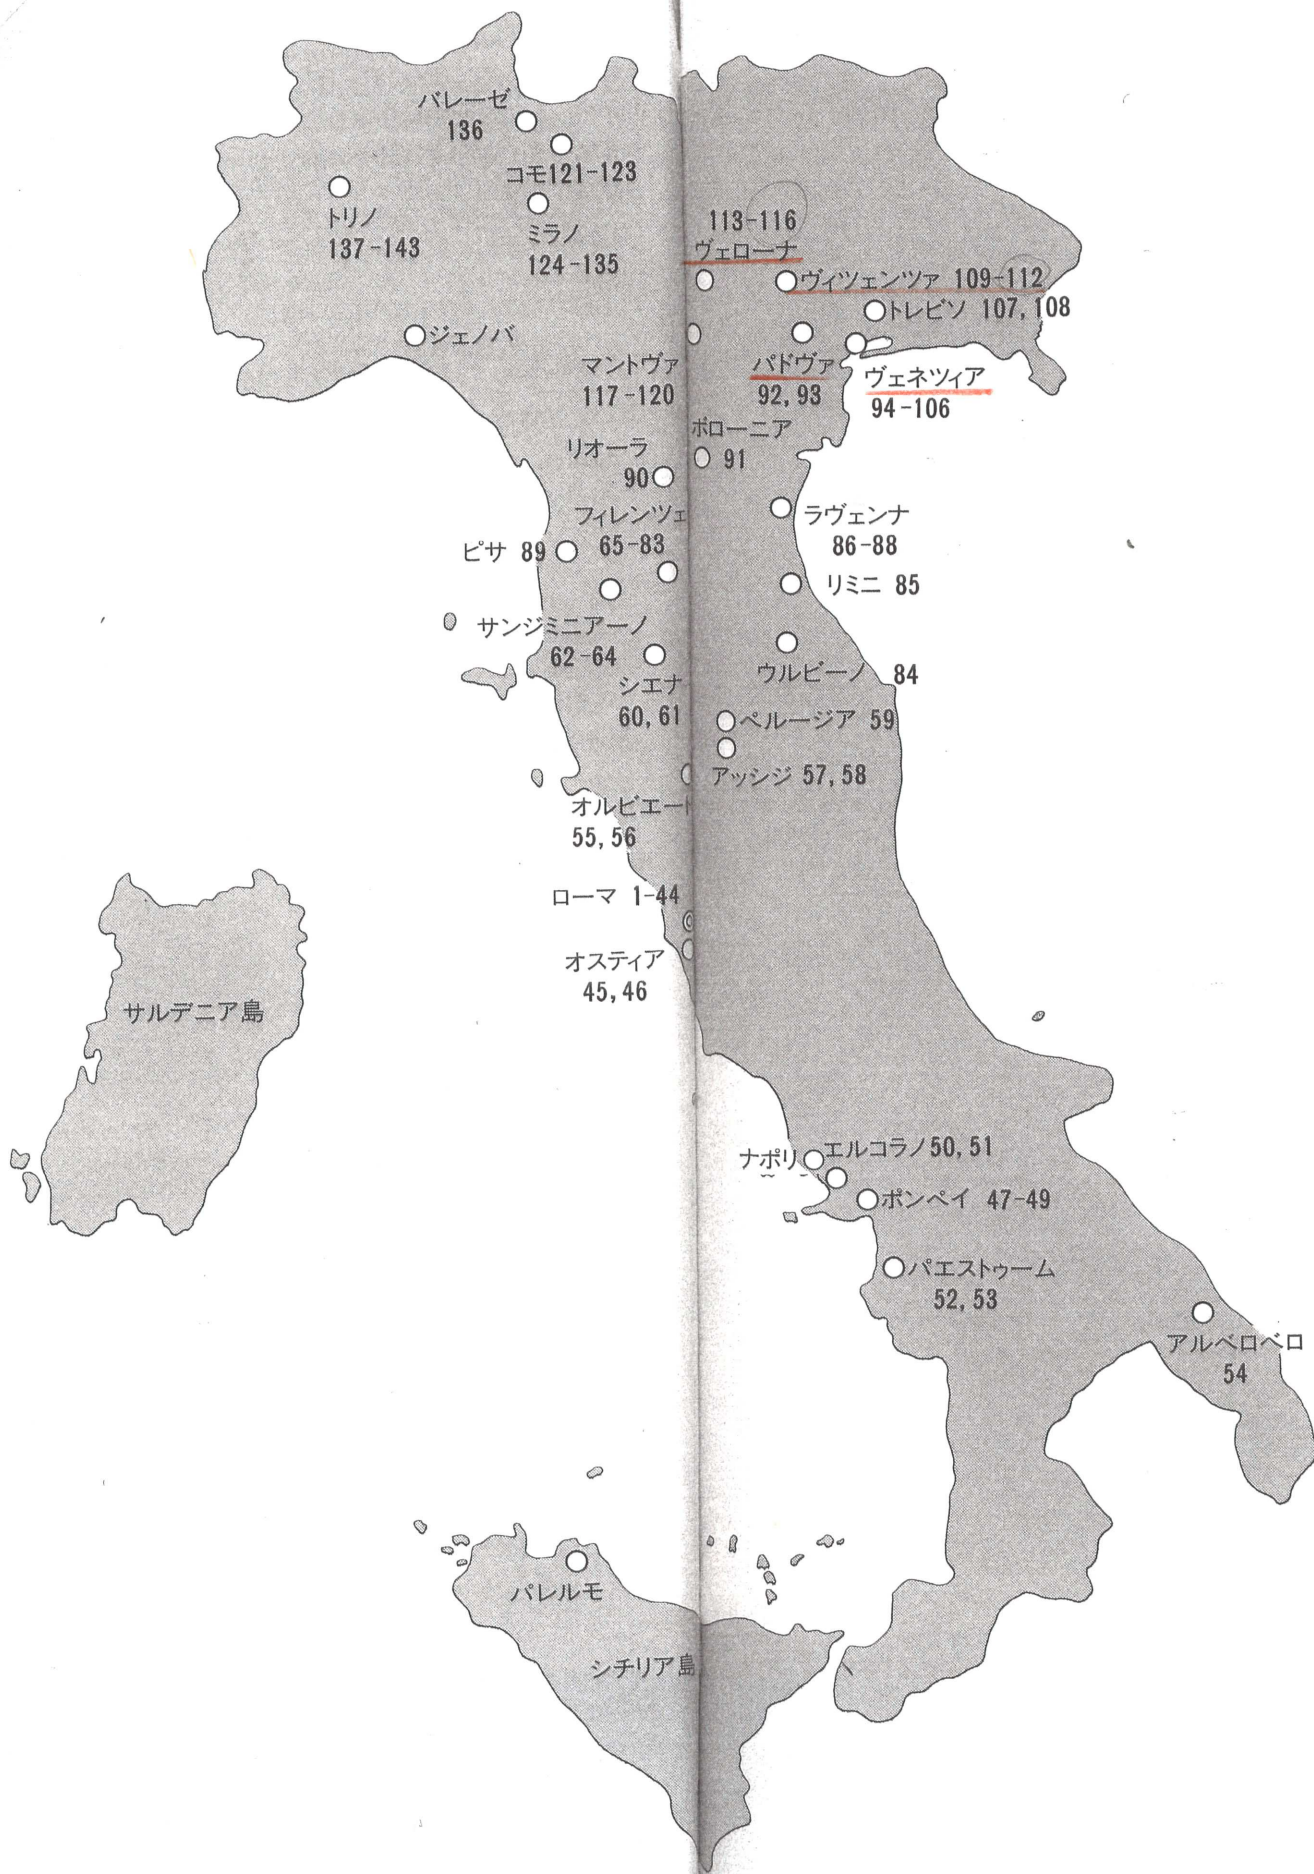 バレーゼ
136
コモ121-123
トリノ
137-143
ミラノ
124-135
113-116
ヴェローナ
ヴィツェンツァ 109-112
トレビソ 107, 108
ジェノバ
マントヴァ
117-120
パドヴァ
92, 93
ヴェネツィア
94-106
ボローニア
91
リオーラ
90
フィレンツェ
65-83
ラヴェンナ
86-88
ピサ 89
リミニ 85
サンジミニアーノ
62-64
ウルビーノ 84
シエナ
60, 61
ペルージア 59
アッシジ 57, 58
オルビエート
55, 56
ローマ 1-44
オスティア
45, 46
サルデニア島
ナポリ
エルコラノ50, 51
ポンペイ 47-49
パエストゥーム
52, 53
アルベロベロ
54
パレルモ
シチリア島